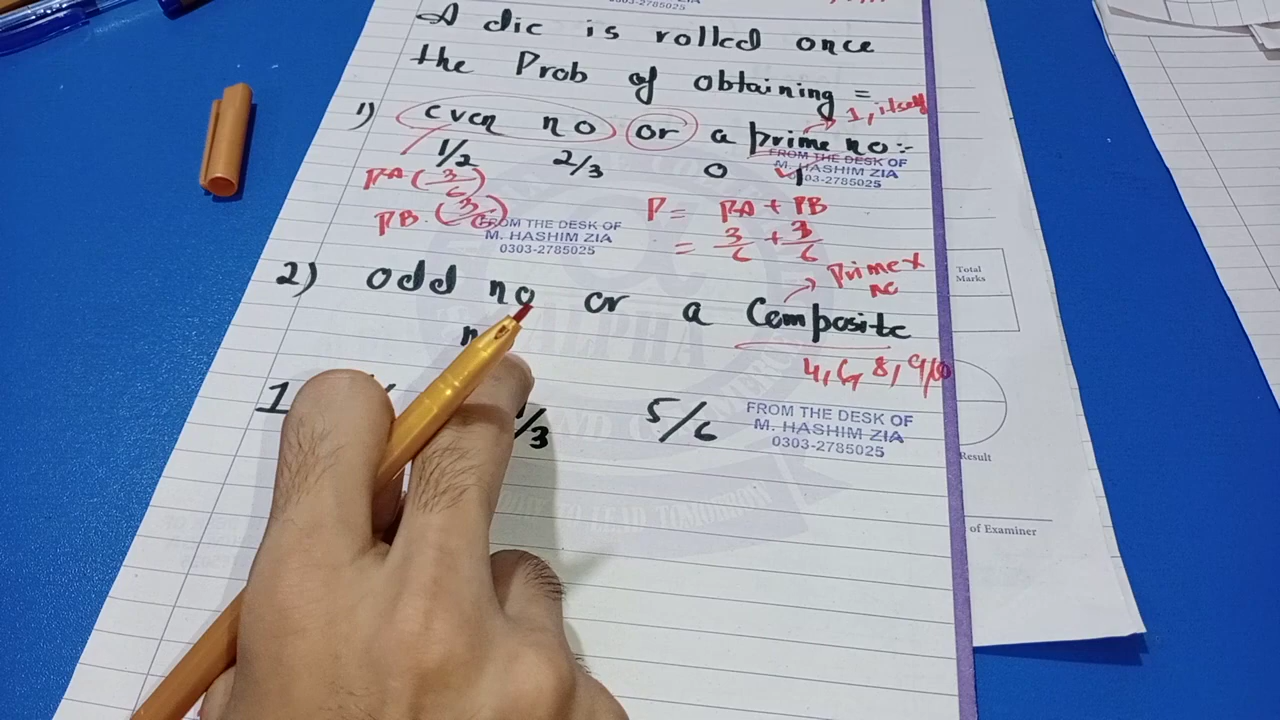 0303-2785025
A die is rolled once
the Prob of obtaining =
1) even no or a prime no:-
→ 1, itself
1/2 2/3 0 1
FROM THE DESK OF
M. HASHIM ZIA
0303-2785025
PA (3/6)
PB. (3/6)
P = PA + PB
= 3/6 + 3/6
FROM THE DESK OF
M. HASHIM ZIA
0303-2785025
2) odd no or a Composite
→ Prime x
no
4, 6, 8, 9, 10
1 /3 5/6
FROM THE DESK OF
M. HASHIM ZIA
0303-2785025
Total
Marks
Result
of Examiner